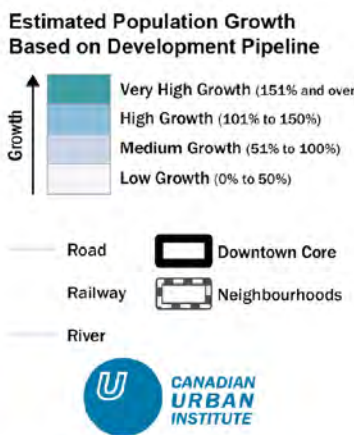 Estimated Population Growth
Based on Development Pipeline
Growth
Very High Growth (151% and over
High Growth (101% to 150%)
Medium Growth (51% to 100%)
Low Growth (0% to 50%)
Road
Downtown Core
Railway
Neighbourhoods
River
U
CANADIAN
URBAN
INSTITUTE